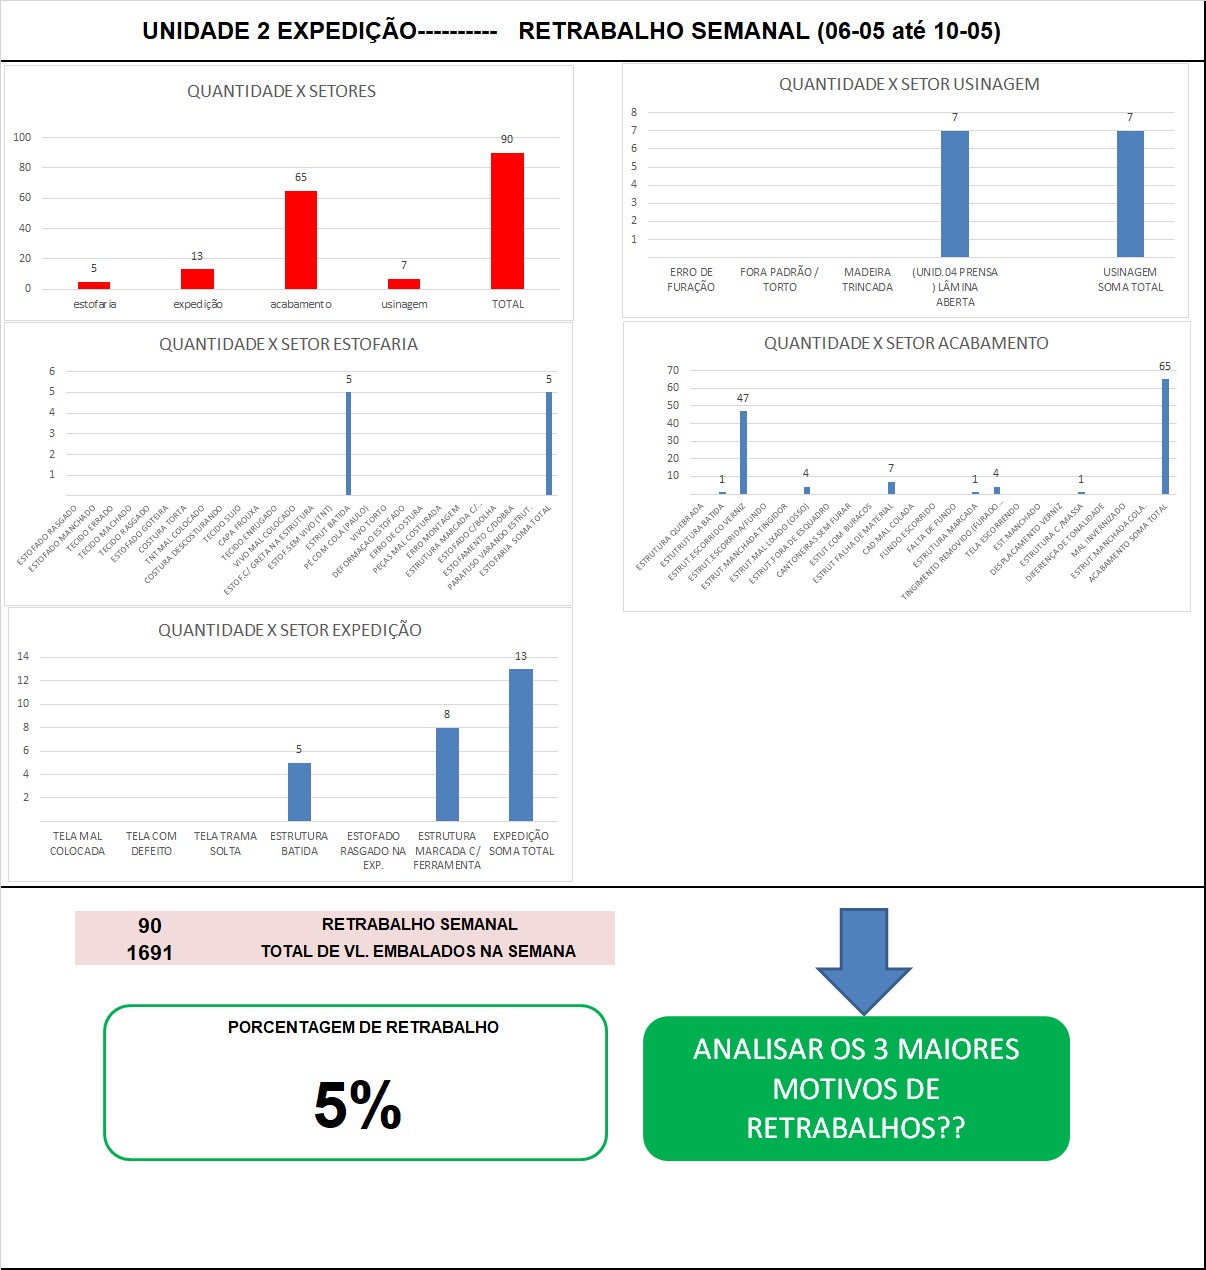 UNIDADE 2 EXPEDIÇÃO---------- RETRABALHO SEMANAL (06-05 até 10-05)
QUANTIDADE X SETORES
100
80
60
40
20
0
5
13
65
7
90
estofaria
expedição
acabamento
usinagem
TOTAL
QUANTIDADE X SETOR USINAGEM
8
7
6
5
4
3
2
1
7
7
ERRO DE
FURAÇÃO
FORA PADRÃO /
TORTO
MADEIRA
TRINCADA
(UNID.04 PRENSA
) LÂMINA
ABERTA
USINAGEM
SOMA TOTAL
QUANTIDADE X SETOR ESTOFARIA
6
5
4
3
2
1
5
5
ESTOFADO RASGADO
ESTOFADO MANCHADO
TECIDO ERRADO
TECIDO MACHADO
TECIDO RASGADO
ESTOFADO GOTEIRA
COSTURA TORTA
TNT MAL COLOCADO
COSTURA DESCOSTURANDO
TECIDO SUJO
CAPA FROUXA
TECIDO ENRUGADO
VIVO MAL COLOCADO
ESTOF.C/ GRETA NA ESTRUTURA
ESTOF.SEM VIVO (TNT)
ESTRUT BATIDA
PÉ COM COLA (PAULO)
VIVO TORTO
DEFORMAÇÃO ESTOFADO
ERRO DE COSTURA
PEÇAS MAL COSTURADA
ERRO MONTAGEM
ESTRUTURA MARCADA C/...
ESTOFADO C/BOLHA
ESTOFAMENTO C/DOBRA
PARAFUSO VARANDO ESTRUT...
ESTOFARIA SOMA TOTAL
QUANTIDADE X SETOR ACABAMENTO
70
60
50
40
30
20
10
1
47
4
7
1
4
1
65
ESTRUTURA QUEBRADA
ESTUTRUTURA BATIDA
ESTRUT.ESCORRIDO VERNIZ
ESTRUT.ESCORRIDA/FUNDO
ESTRUT.MANCHADA TINGIDOR
ESTRUT.MAL LIXADO (OSSO)
ESTRUT.FORA DE ESQUADRO
CANTONEIRA SEM FURAR
ESTUT.COM BURACOS
ESTRUT FALHA DE MATERIAL
CAD.MAL COLADA
FUNDO ESCORRIDO
FALTA DE FUNDO
ESTRUTURA MARCADA
TINGIMENTO REMOVIDO (FURADO...
TELA ESCORRENDO
EST.MANCHADO
DESPLACAMENTO VERNIZ
ESTRUTURA C /MASSA
DIFERENÇA DE TONALIDADE
MAL INVERNIZADO
ESTRUT.MANCHADA COLA.
ACABAMENTO SOMA TOTAL
QUANTIDADE X SETOR EXPEDIÇÃO
14
12
10
8
6
4
2
5
8
13
TELA MAL
COLOCADA
TELA COM
DEFEITO
TELA TRAMA
SOLTA
ESTRUTURA
BATIDA
ESTOFADO
RASGADO NA
EXP.
ESTRUTURA
MARCADA C/
FERRAMENTA
EXPEDIÇÃO
SOMA TOTAL
90 RETRABALHO SEMANAL
1691 TOTAL DE VL. EMBALADOS NA SEMANA
PORCENTAGEM DE RETRABALHO
5%
ANALISAR OS 3 MAIORES
MOTIVOS DE
RETRABALHOS??